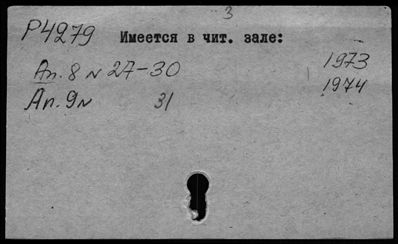 3
Р4279 Имеется в чит. зале:
Ап. 8 № 27-30 1973
1974
Ап. 9 № 31